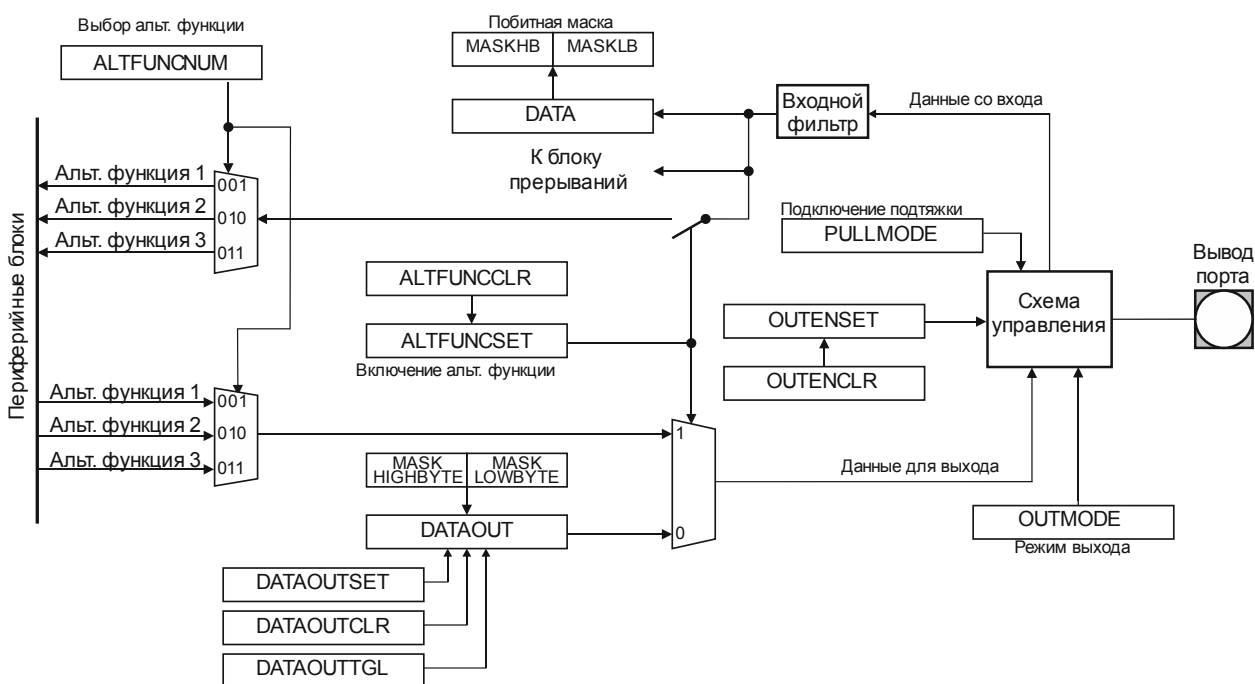 Выбор альт. функции
ALTFUNCNUM
Побитная маска
MASKHB MASKLB
DATA
Входной
фильтр
Данные со входа
К блоку
прерываний
Периферийные блоки
Альт. функция 1
001
Альт. функция 2
010
Альт. функция 3
011
Подключение подтяжки
PULLMODE
Вывод
порта
Схема
управления
ALTFUNCCLR
ALTFUNCSET
Включение альт. функции
OUTENSET
OUTENCLR
Альт. функция 1
001
Альт. функция 2
010
Альт. функция 3
011
1
0
MASK
HIGHBYTE
MASK
LOWBYTE
DATAOUT
Данные для выхода
OUTMODE
Режим выхода
DATAOUTSET
DATAOUTCLR
DATAOUTTGL